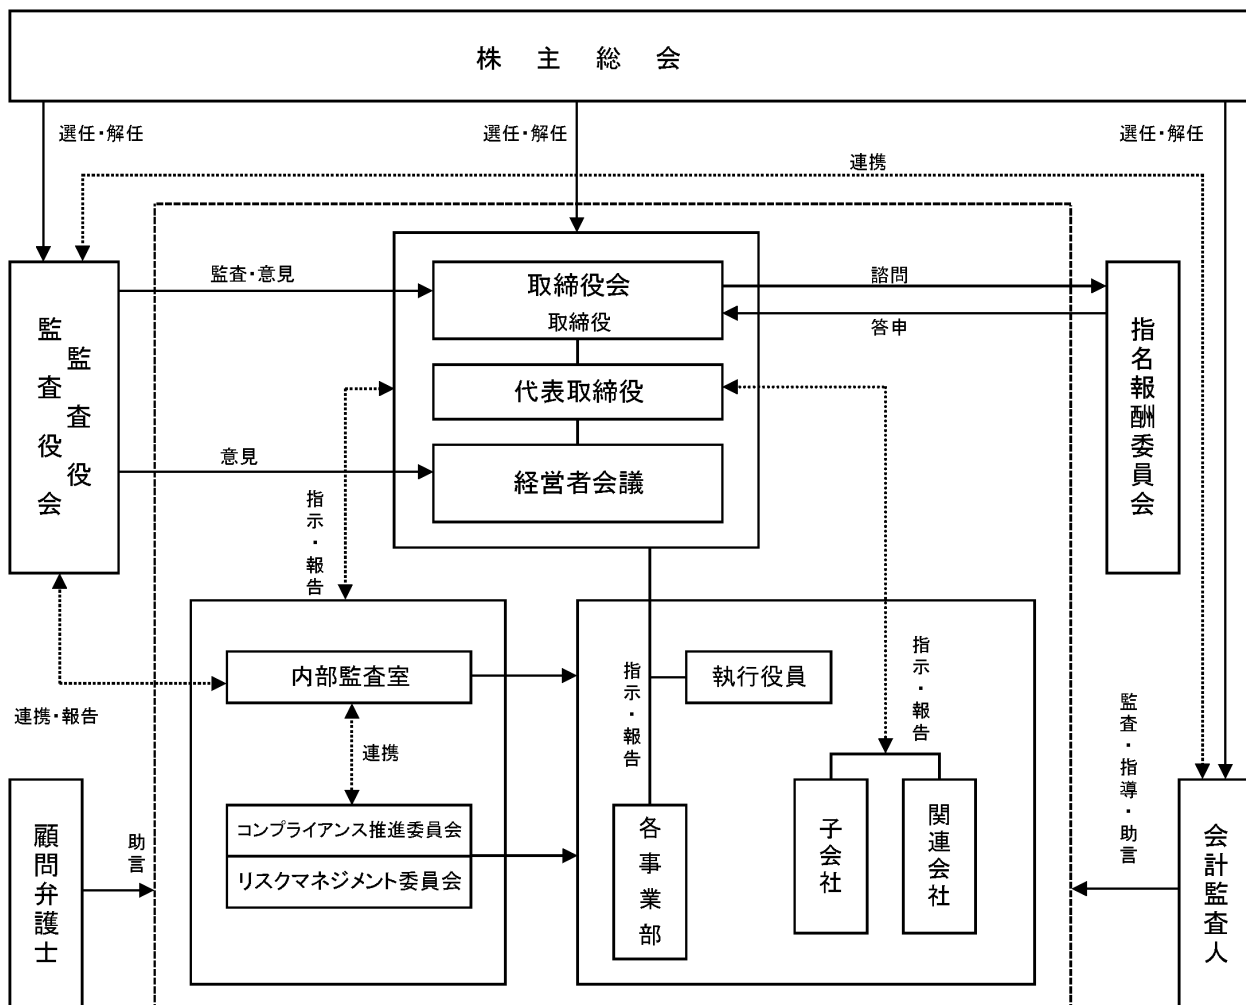 株主総会
選任・解任
選任・解任
選任・解任
連携
監査・意見
取締役会
取締役
諮問
答申
監査役会
監査役
指名報酬委員会
代表取締役
意見
経営者会議
指示・報告
内部監査室
執行役員
指示・報告
指示・報告
連携・報告
連携
監査・指導・助言
コンプライアンス推進委員会
リスクマネジメント委員会
各事業部
子会社
関連会社
顧問弁護士
助言
会計監査人